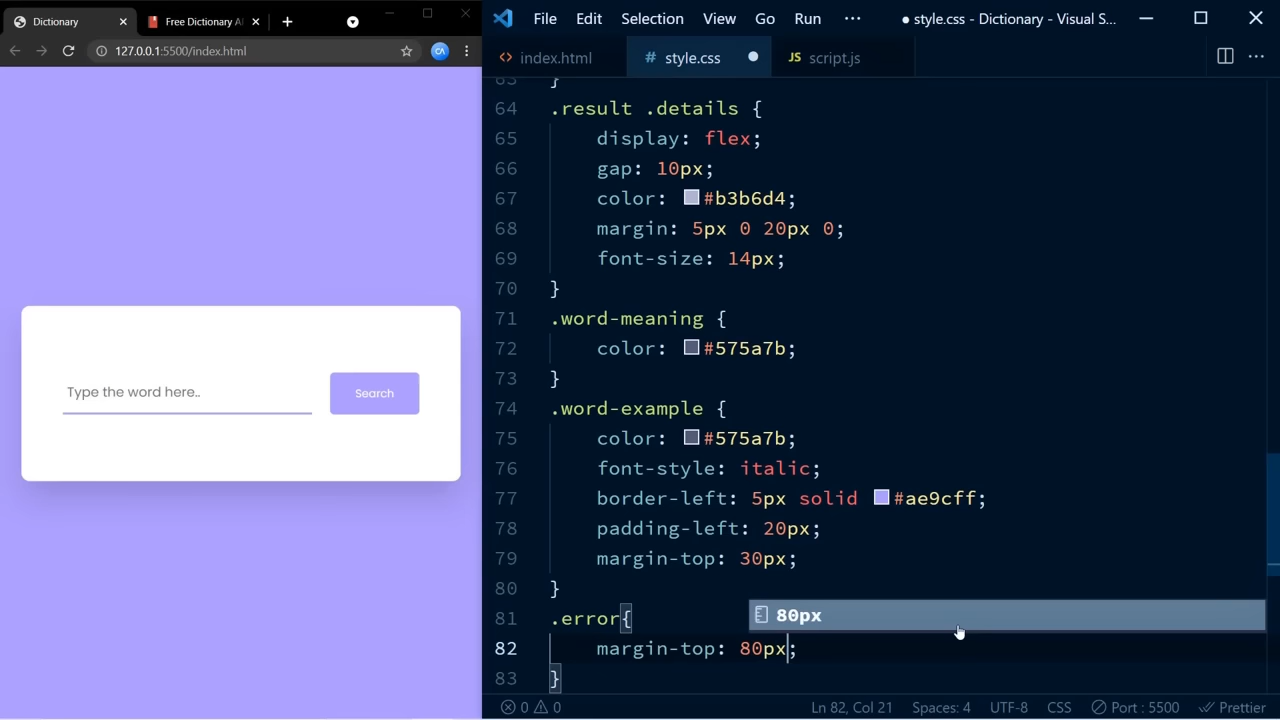 Dictionary
Free Dictionary AI
127.0.0.1:5500/index.html
CA
Type the word here..
Search
File Edit Selection View Go Run ···
● style.css - Dictionary - Visual S...
<> index.html
# style.css
JS script.js
63 }
64 .result .details {
65 display: flex;
66 gap: 10px;
67 color: #b3b6d4;
68 margin: 5px 0 20px 0;
69 font-size: 14px;
70 }
71 .word-meaning {
72 color: #575a7b;
73 }
74 .word-example {
75 color: #575a7b;
76 font-style: italic;
77 border-left: 5px solid #ae9cff;
78 padding-left: 20px;
79 margin-top: 30px;
80 }
81 .error{
80px
82 margin-top: 80px;
83 }
0 0 Ln 82, Col 21 Spaces: 4 UTF-8 CSS Port : 5500 Prettier